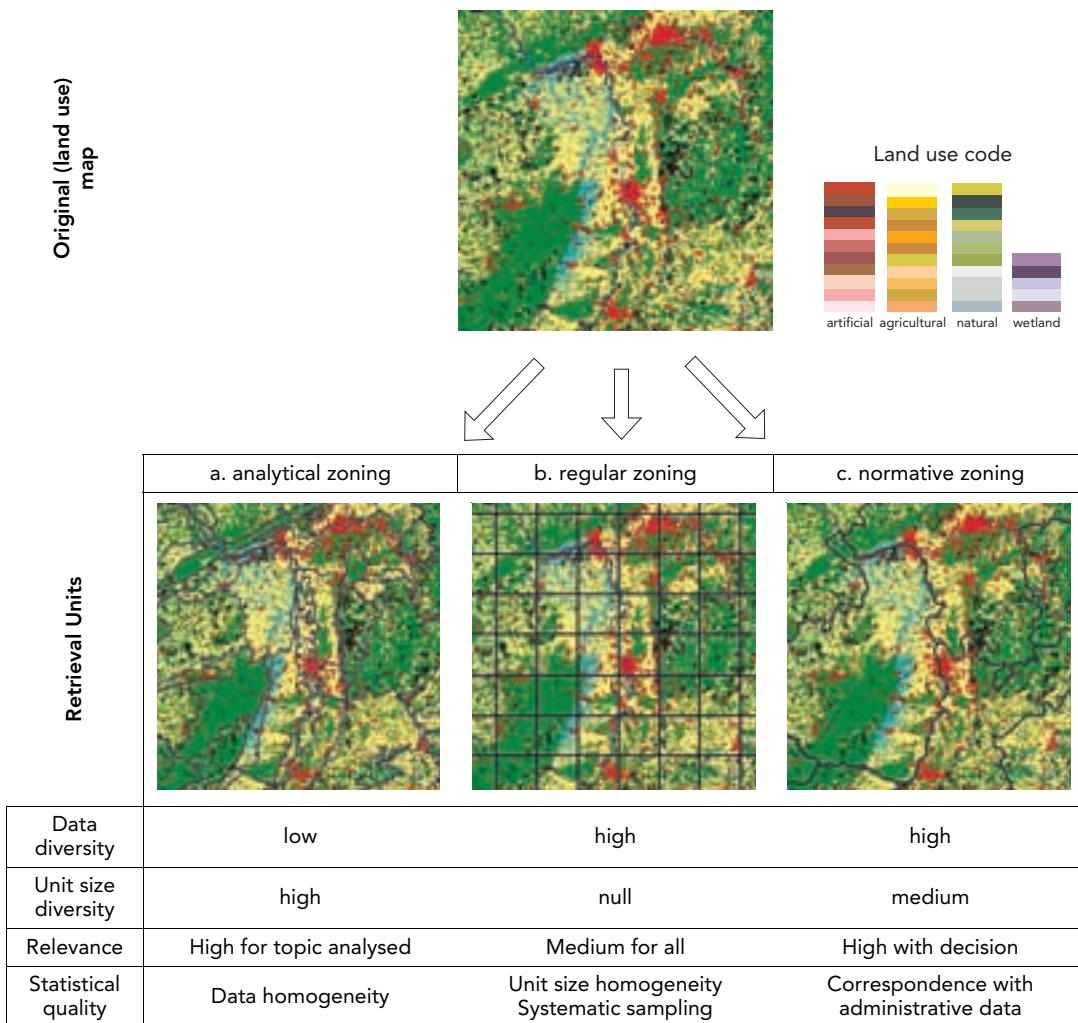 Original (land use)
map
Land use code
artificial
agricultural
natural
wetland
a. analytical zoning
b. regular zoning
c. normative zoning
Retrieval Units
Data
diversity
low
high
high
Unit size
diversity
high
null
medium
Relevance
High for topic analysed
Medium for all
High with decision
Statistical
quality
Data homogeneity
Unit size homogeneity
Systematic sampling
Correspondence with
administrative data